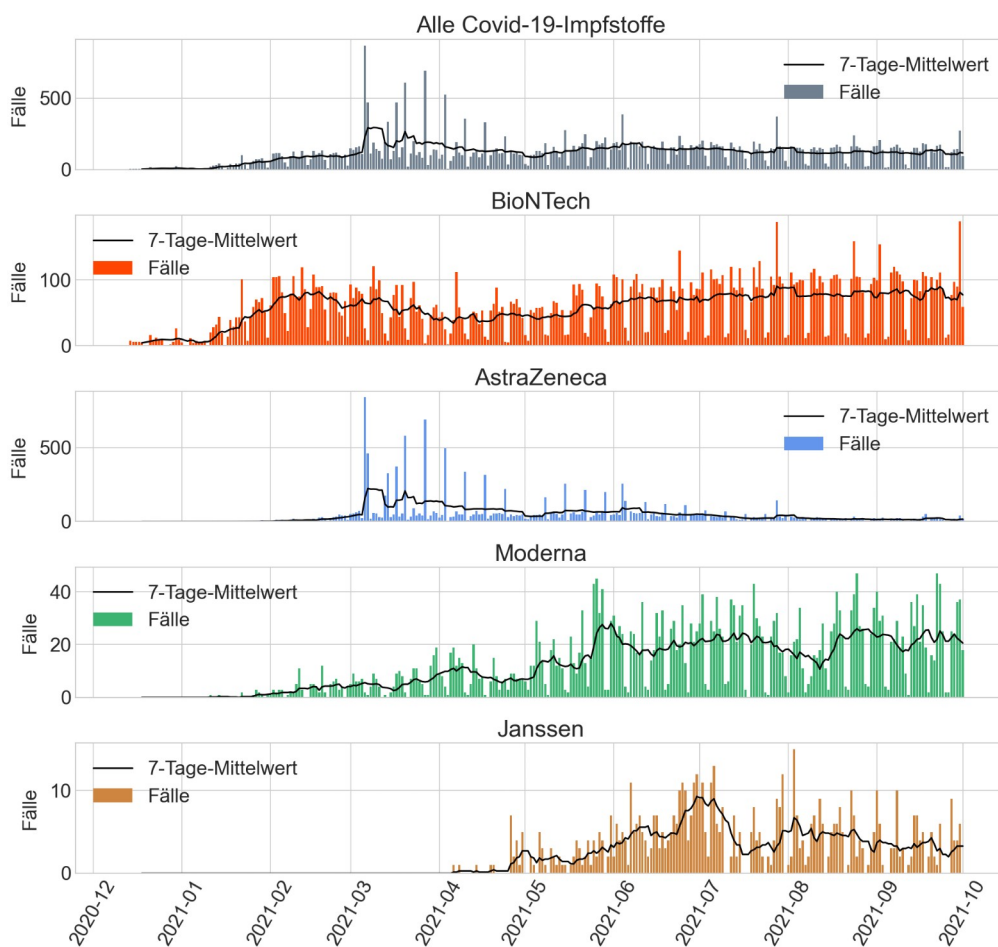 Alle Covid-19-Impfstoffe
7-Tage-Mittelwert
Fälle
Fälle
500
0
BioNTech
7-Tage-Mittelwert
Fälle
Fälle
100
0
AstraZeneca
7-Tage-Mittelwert
Fälle
Fälle
500
0
Moderna
7-Tage-Mittelwert
Fälle
Fälle
40
20
0
Janssen
7-Tage-Mittelwert
Fälle
Fälle
10
0
2020-12
2021-01
2021-02
2021-03
2021-04
2021-05
2021-06
2021-07
2021-08
2021-09
2021-10